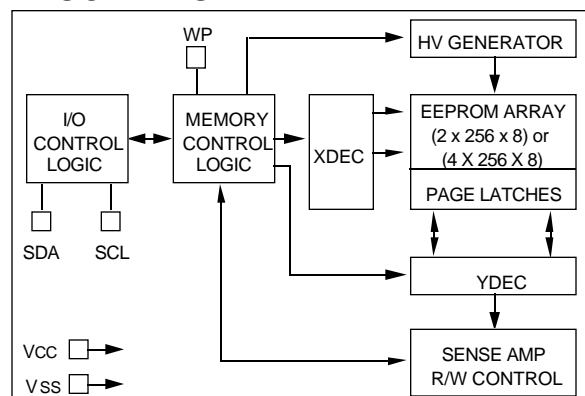 WP
HV GENERATOR
I/O
CONTROL
LOGIC
MEMORY
CONTROL
LOGIC
XDEC
EEPROM ARRAY
(2 x 256 x 8) or
(4 X 256 X 8)
PAGE LATCHES
SDA
SCL
YDEC
VCC
VSS
SENSE AMP
R/W CONTROL